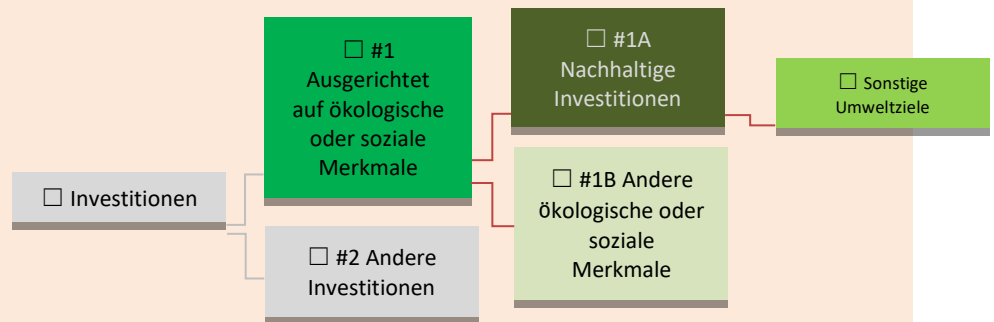 ☐ Investitionen
☐ #1
Ausgerichtet
auf ökologische
oder soziale
Merkmale
☐ #2 Andere
Investitionen
☐ #1A
Nachhaltige
Investitionen
☐ #1B Andere
ökologische oder
soziale
Merkmale
☐ Sonstige
Umweltziele